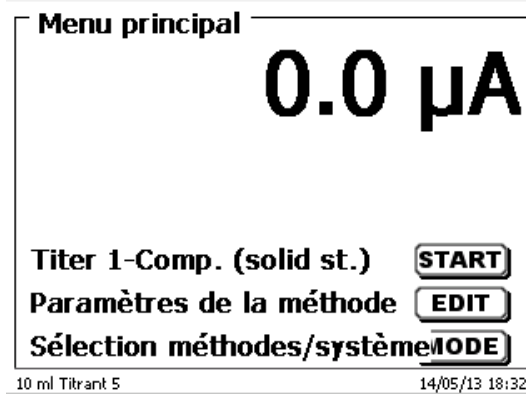 Menu principal
0.0 µA
Titer 1-Comp. (solid st.) START
Paramètres de la méthode EDIT
Sélection méthodes/système MODE
10 ml Titrant 5 14/05/13 18:32